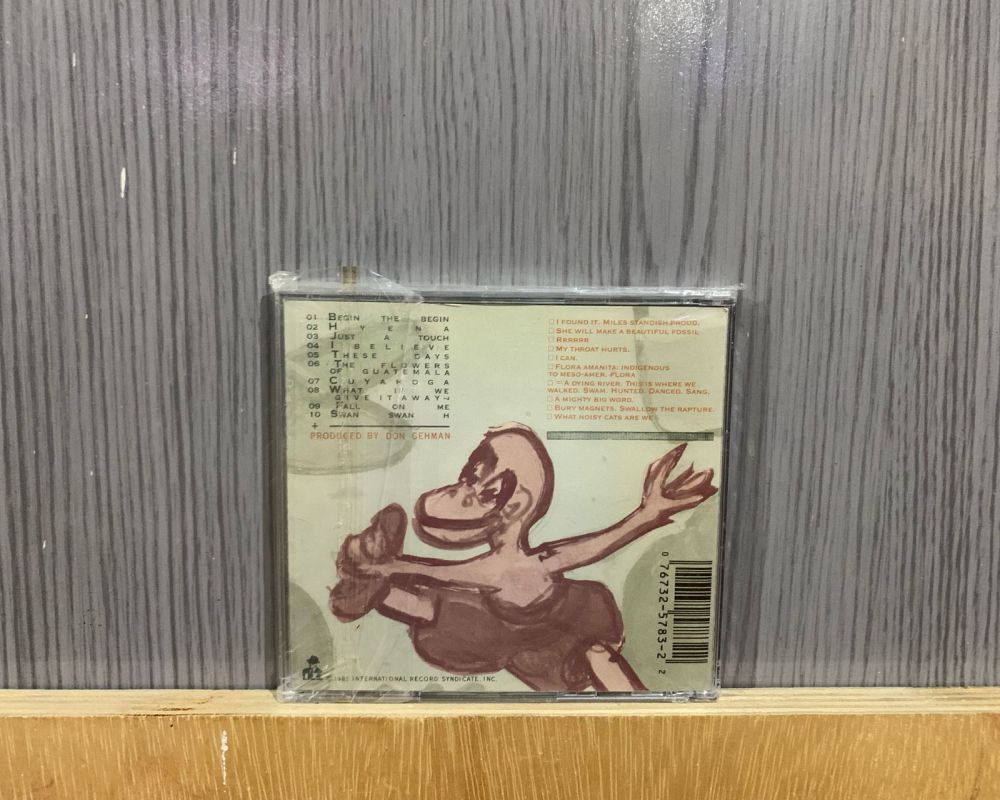 01 BEGIN THE BEGIN
02 HYENA
03 JUST A TOUCH
04 I BELIEVE
05 THESE DAYS
06 THE FLOWERS
OF GUATEMALA
07 CUYAHOGA
08 WHAT IF WE
GIVE IT AWAY?
09 FALL ON ME
10 SWAN SWAN H
+
PRODUCED BY DON GEHMAN
I FOUND IT. MILES STANDISH PROUD.
SHE WILL MAKE A BEAUTIFUL FOSSIL
RRRRRR
MY THROAT HURTS.
I CAN.
FLORA AMANITA: INDIGENOUS
TO MESO-AMER. FLORA
=A DYING RIVER. THIS IS WHERE WE
WALKED. SWAM. HUNTED. DANCED. SANG.
A MIGHTY BIG WORD.
BURY MAGNETS. SWALLOW THE RAPTURE.
WHAT NOISY CATS ARE WE
0 76732-5783-2 2
INTERNATIONAL RECORD SYNDICATE, INC.